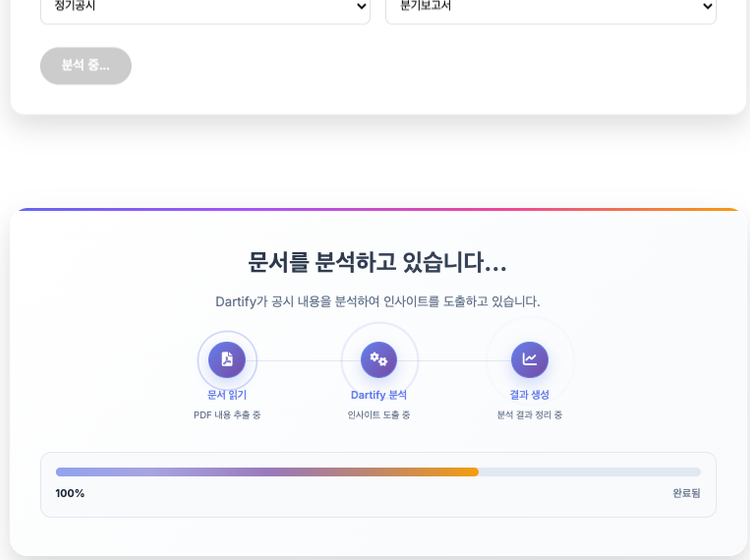 정기공시
분기보고서
분석 중...
문서를 분석하고 있습니다...
Dartify가 공시 내용을 분석하여 인사이트를 도출하고 있습니다.
문서 읽기
PDF 내용 추출 중
Dartify 분석
인사이트 도출 중
결과 생성
분석 결과 정리 중
100%
완료됨